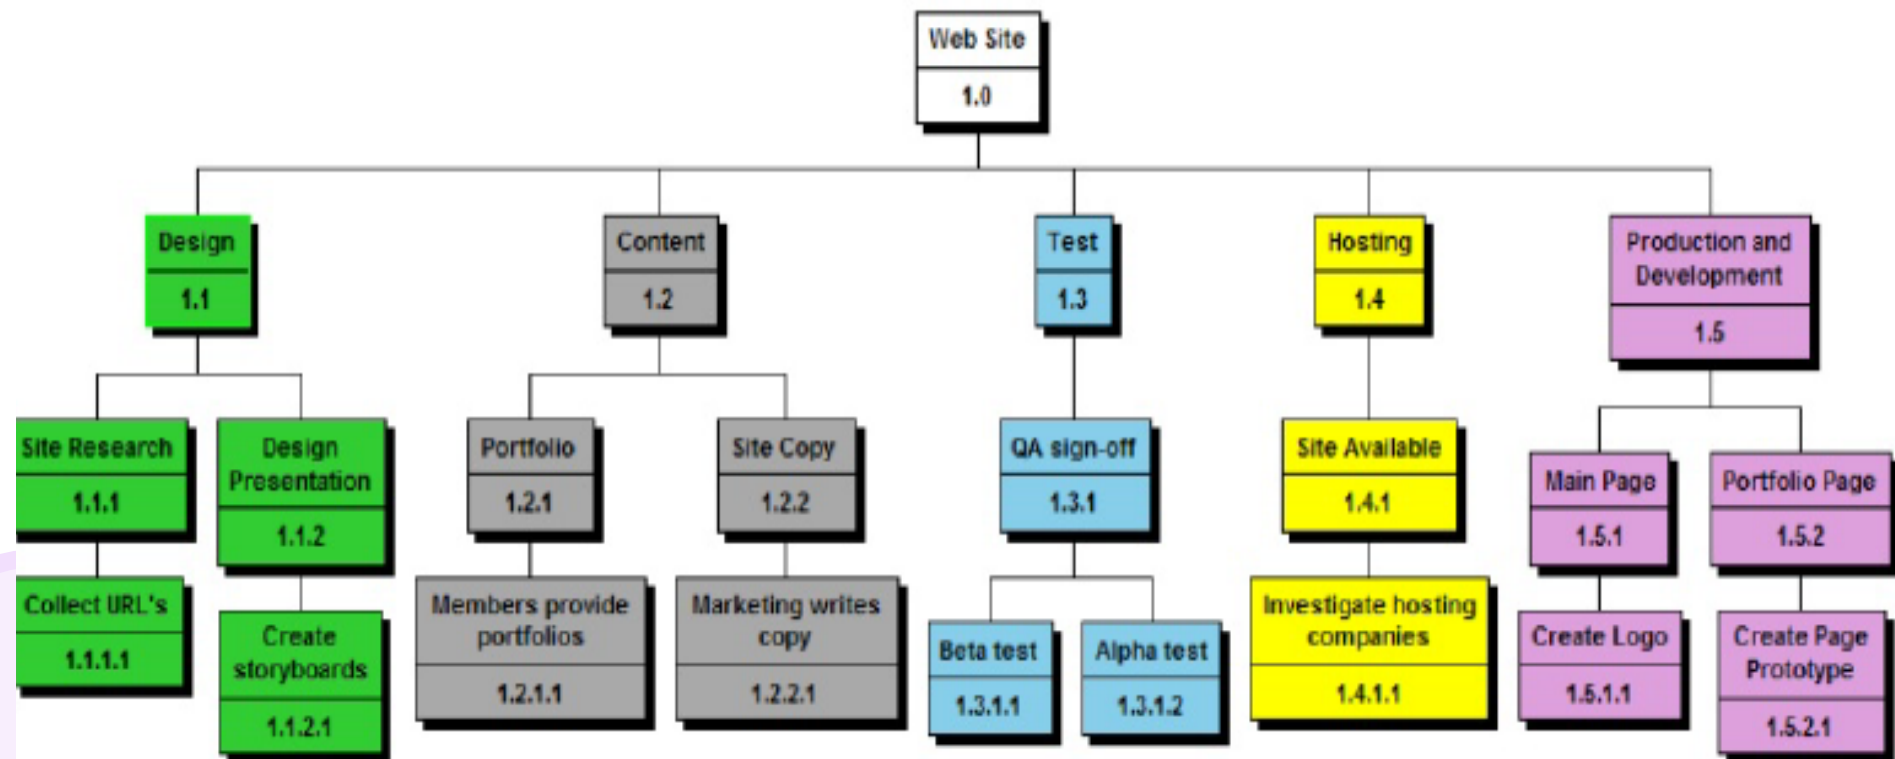 Web Site
1.0
Design
1.1
Content
1.2
Test
1.3
Hosting
1.4
Production and
Development
1.5
Site Research
1.1.1
Design
Presentation
1.1.2
Portfolio
1.2.1
Site Copy
1.2.2
QA sign-off
1.3.1
Site Available
1.4.1
Main Page
1.5.1
Portfolio Page
1.5.2
Collect URL's
1.1.1.1
Create
storyboards
1.1.2.1
Members provide
portfolios
1.2.1.1
Marketing writes
copy
1.2.2.1
Beta test
1.3.1.1
Alpha test
1.3.1.2
Investigate hosting
companies
1.4.1.1
Create Logo
1.5.1.1
Create Page
Prototype
1.5.2.1